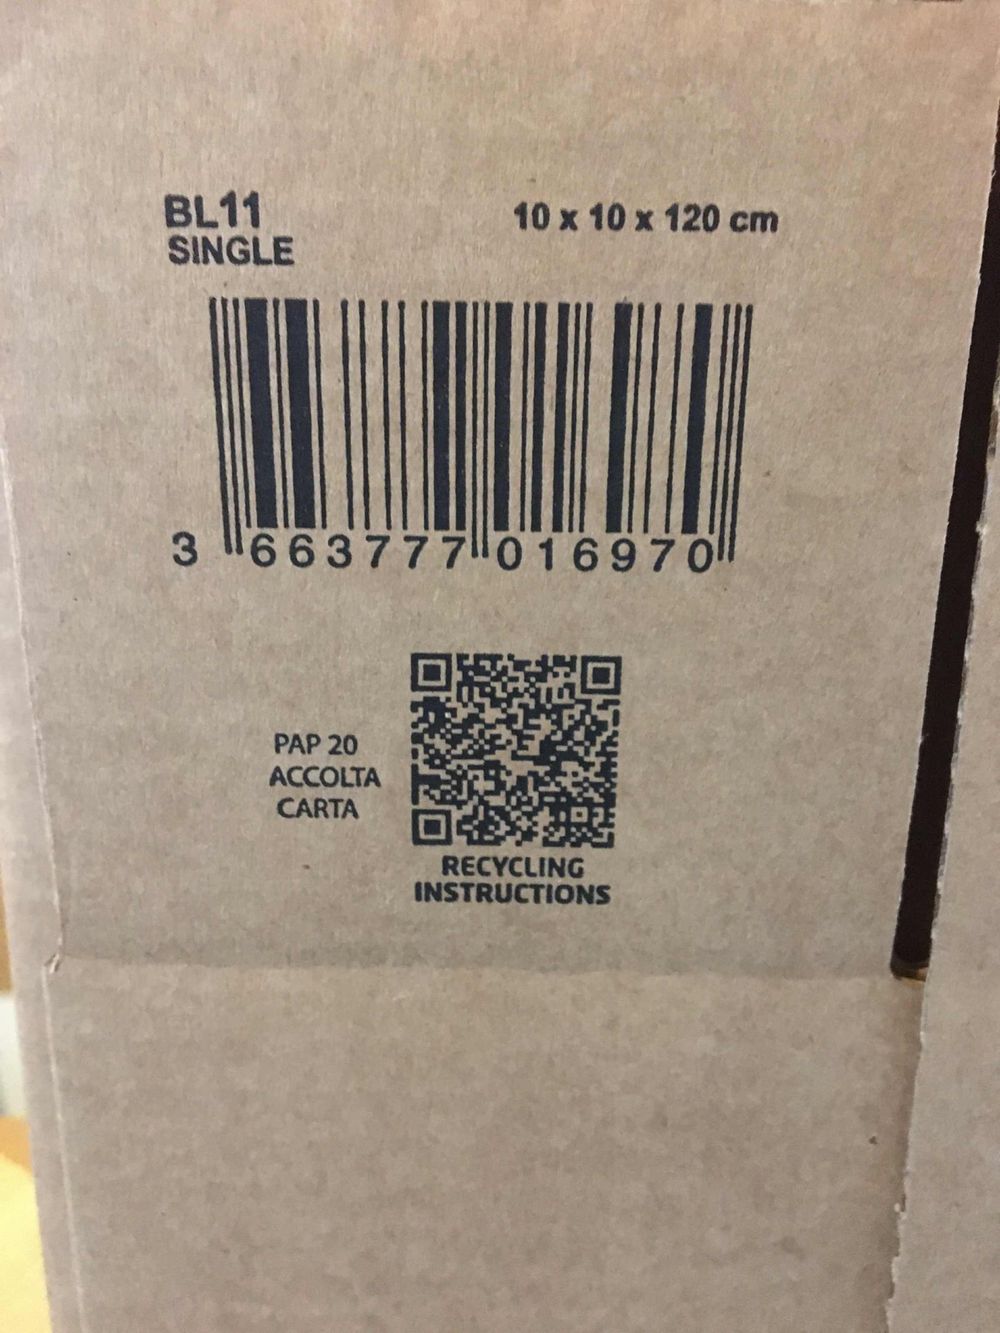 BL11
SINGLE
10 x 10 x 120 cm
3 663777 016970
PAP 20
ACCOLTA
CARTA
RECYCLING
INSTRUCTIONS